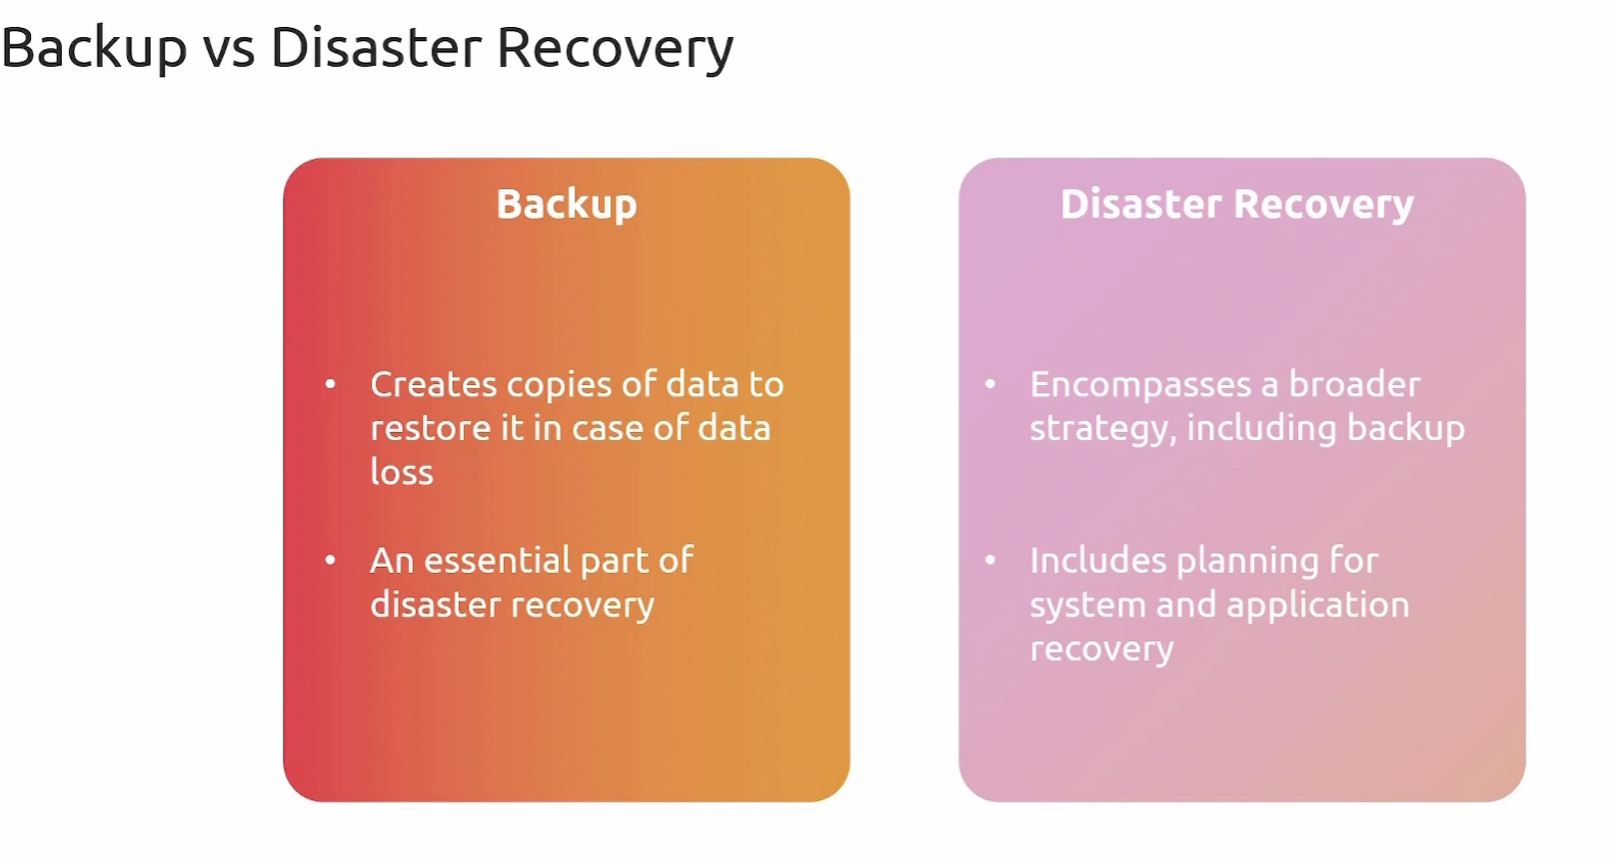 Backup vs Disaster Recovery
Backup
• Creates copies of data to
restore it in case of data
loss
• An essential part of
disaster recovery
Disaster Recovery
• Encompasses a broader
strategy, including backup
• Includes planning for
system and application
recovery